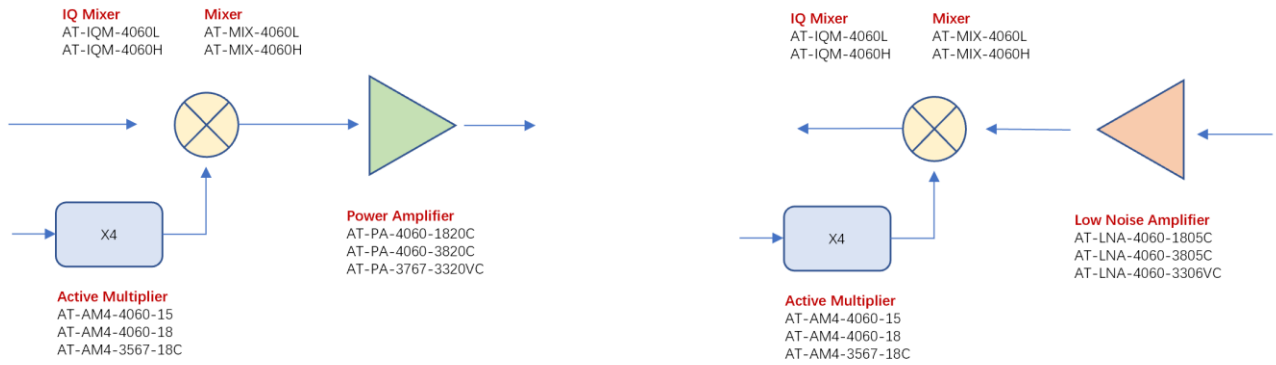 IQ Mixer
AT-IQM-4060L
AT-IQM-4060H
Mixer
AT-MIX-4060L
AT-MIX-4060H
X4
Power Amplifier
AT-PA-4060-1820C
AT-PA-4060-3820C
AT-PA-3767-3320VC
Active Multiplier
AT-AM4-4060-15
AT-AM4-4060-18
AT-AM4-3567-18C
IQ Mixer
AT-IQM-4060L
AT-IQM-4060H
Mixer
AT-MIX-4060L
AT-MIX-4060H
X4
Low Noise Amplifier
AT-LNA-4060-1805C
AT-LNA-4060-3805C
AT-LNA-4060-3306VC
Active Multiplier
AT-AM4-4060-15
AT-AM4-4060-18
AT-AM4-3567-18C